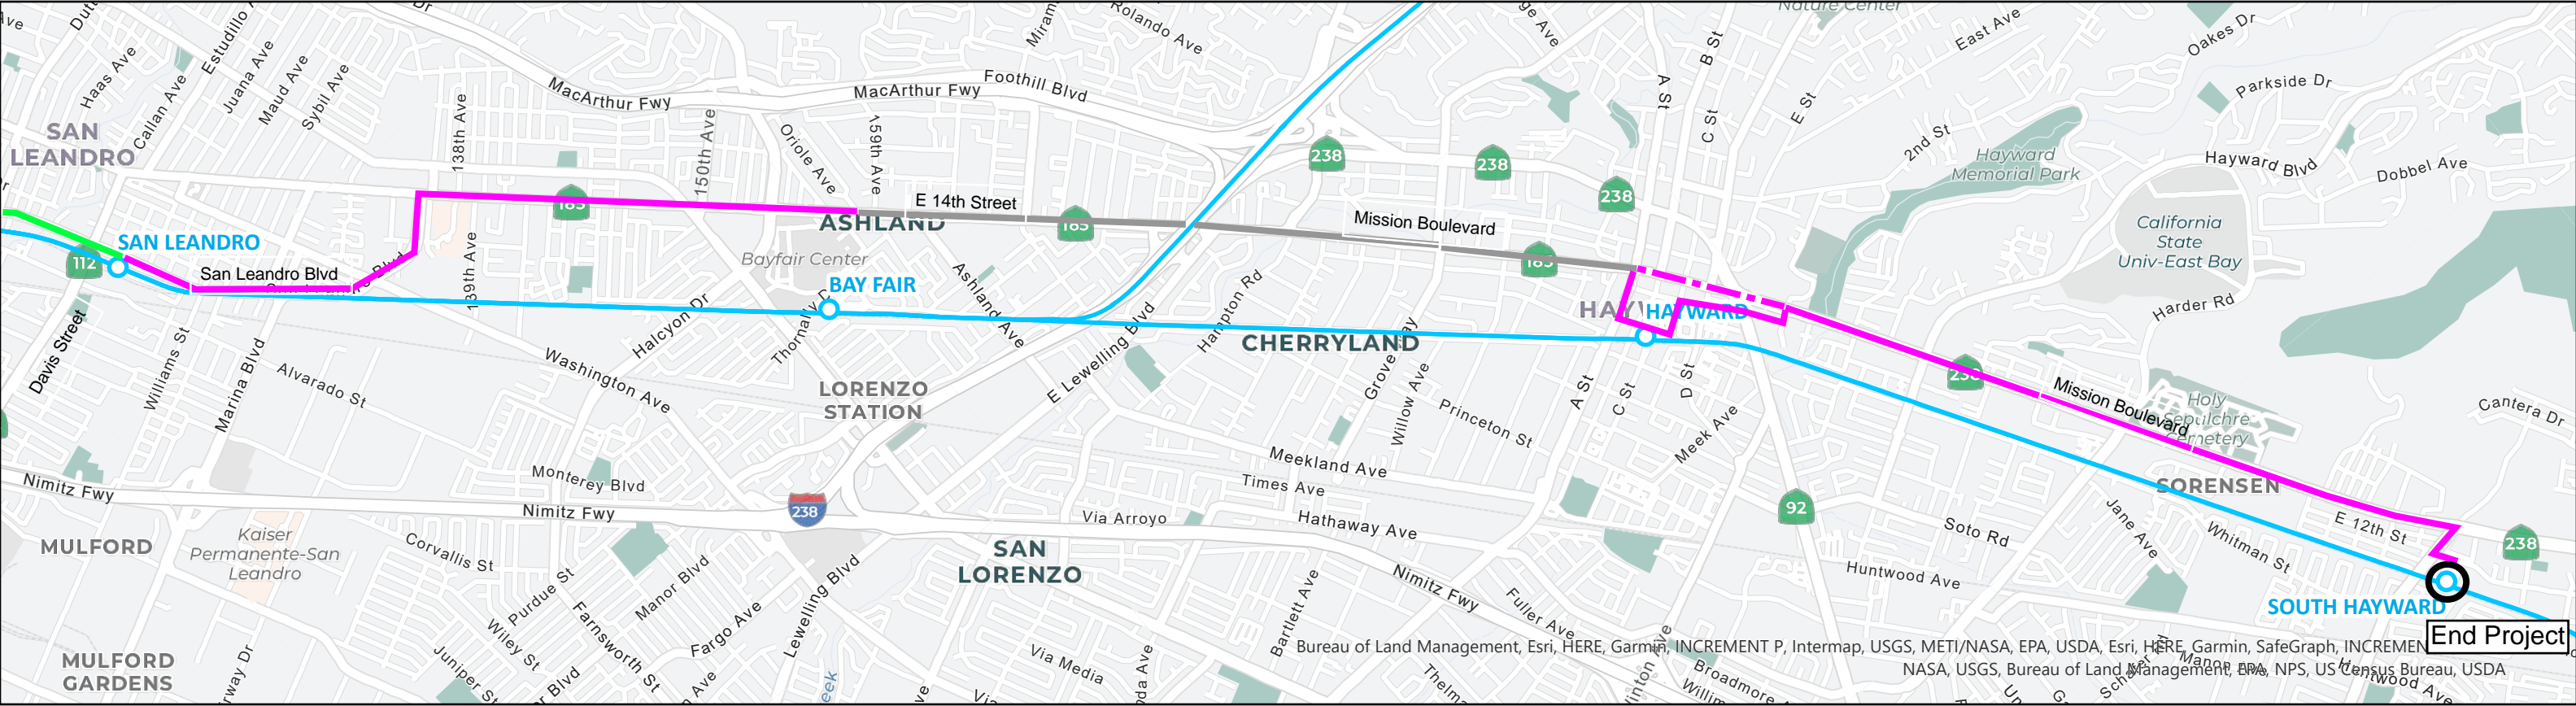 Nature Center
Rolando Ave
East Ave
Oakes Dr
Estudillo
Haas Ave
Juana Ave
Maud Ave
Callan Ave
Sybil Ave
B St
Parkside Dr
Foothill Blvd
MacArthur Fwy
MacArthur Fwy
A St
C St
E St
2nd St
138th Ave
150th Ave
Oriole Ave
159th Ave
SAN
LEANDRO
238
238
238
Hayward
Memorial Park
Hayward Blvd
Dobbel Ave
185
E 14th Street
185
Mission Boulevard
185
ASHLAND
California
State
Univ-East Bay
SAN LEANDRO
112
San Leandro Blvd
139th Ave
Bayfair Center
BAY FAIR
Ashland Ave
Hampton Rd
HAYWARD
Harder Rd
Halcyon Dr
Thornally D
E Lewelling Blvd
CHERRYLAND
Davis Street
Williams St
Marina Blvd
Alvarado St
Washington Ave
LORENZO
STATION
Willow Ave
Princeton St
A St
C St
D St
Meek Ave
238
Mission Boulevard
Holy
Sepulchre
Cemetery
Cantera Dr
Nimitz Fwy
Monterey Blvd
Nimitz Fwy
238
Meekland Ave
Times Ave
Via Arroyo
Hathaway Ave
92
SORENSEN
Soto Rd
Jane Ave
Whitman St
E 12th St
238
MULFORD
Kaiser
Permanente-San
Leandro
Corvallis St
Purdue St
Manor Blvd
SAN
LORENZO
Nimitz Fwy
Huntwood Ave
Fuller Ave
Bartlett Ave
SOUTH HAYWARD
End Project
MULFORD
GARDENS
Wiley St
Juniper St
Farnsworth St
Fargo Ave
Lewelling Blvd
Via Media
Bureau of Land Management, Esri, HERE, Garmin, INCREMENT P, Intermap, USGS, METI/NASA, EPA, USDA, Esri, HERE, Garmin, SafeGraph, INCREMEN
NASA, USGS, Bureau of Land Management, EPA, NPS, US Census Bureau, USDA
Broadmore
Huntwood Ave